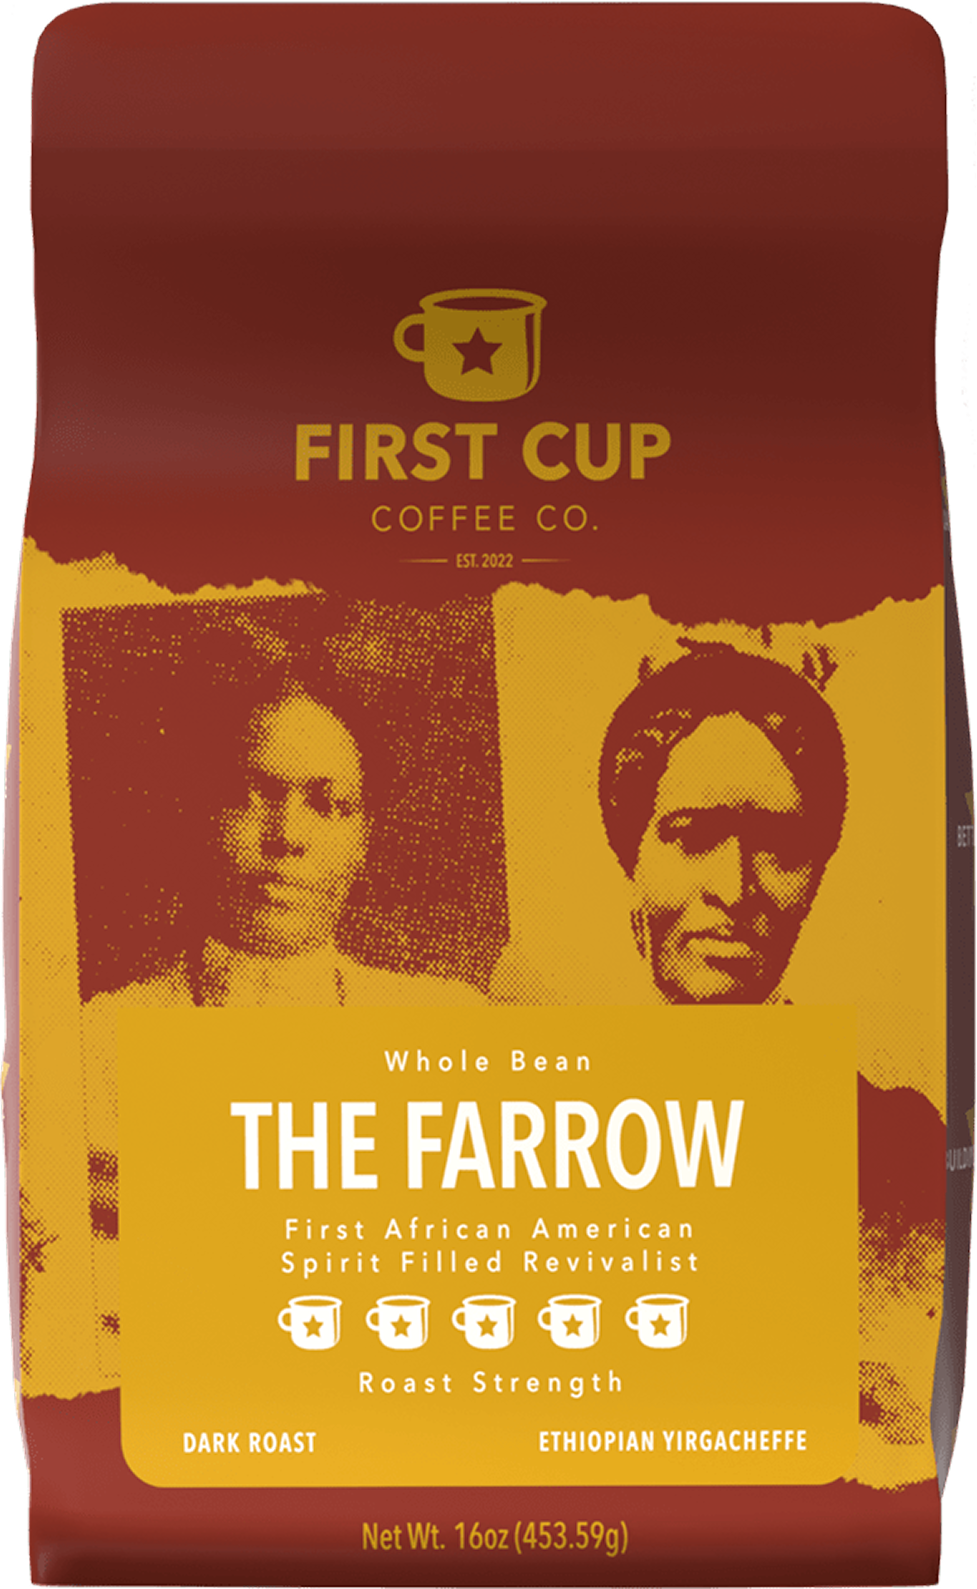 FIRST CUP
COFFEE CO.
EST. 2022
Whole Bean
THE FARROW
First African American
Spirit Filled Revivalist
Roast Strength
DARK ROAST
ETHIOPIAN YIRGACHEFFE
Net Wt. 16oz (453.59g)